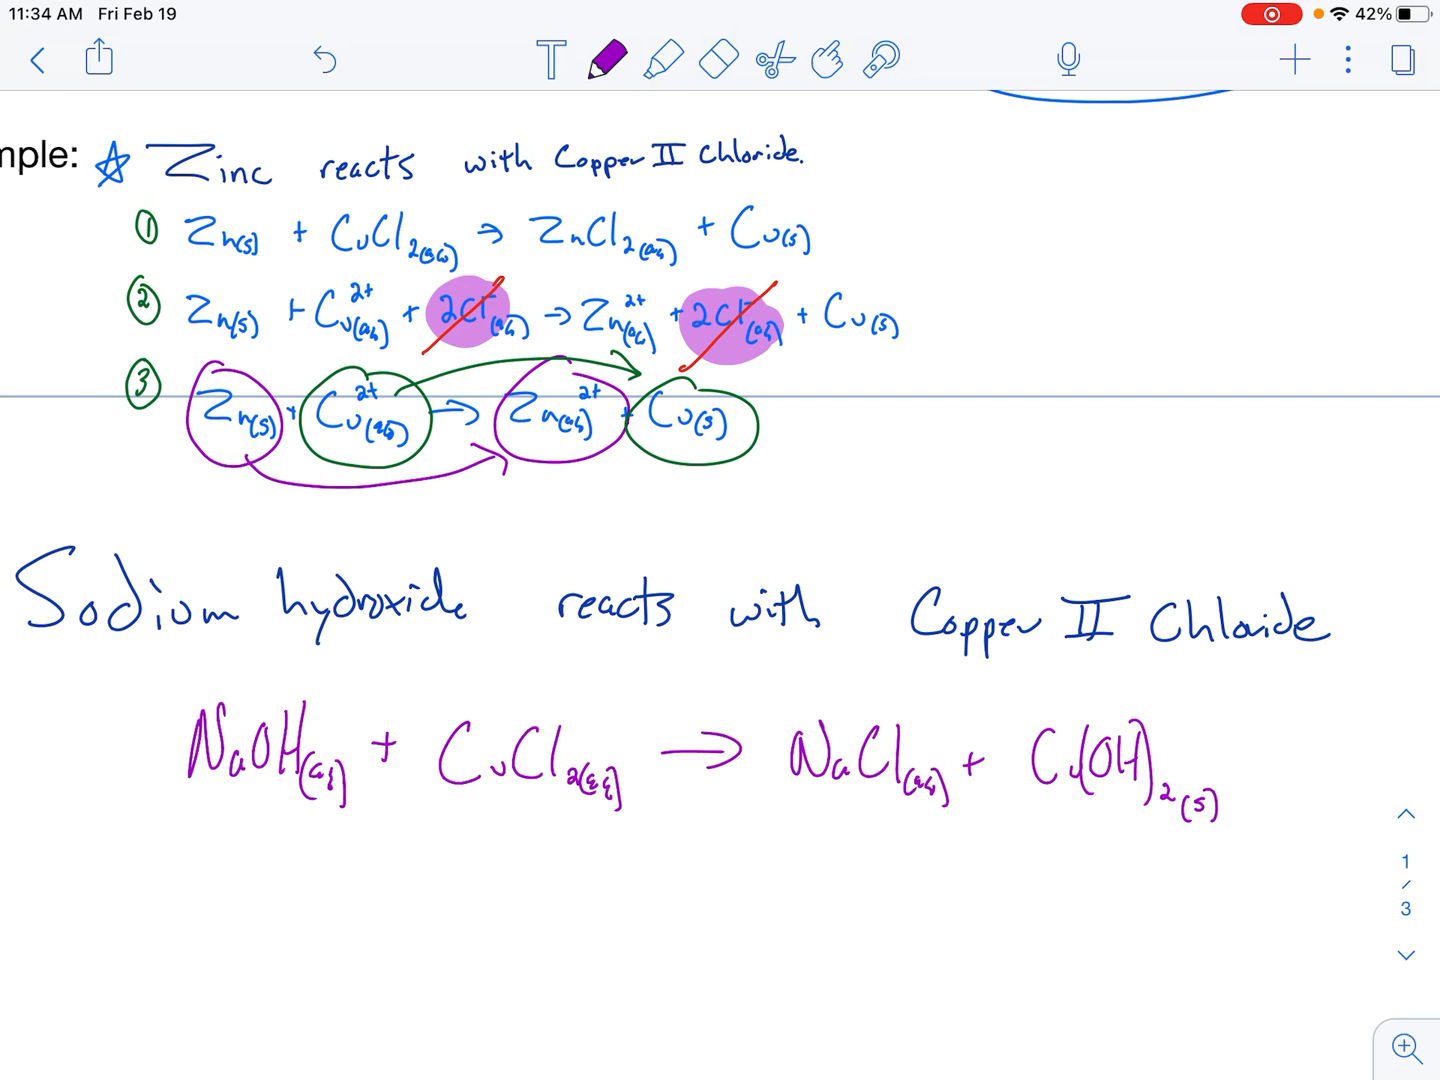 11:34 AM Fri Feb 19 42%
mple: Zinc reacts with Copper II Chloride.
① Zn(s) + CuCl2(aq) → ZnCl2(aq) + Cu(s)
② Zn(s) + Cu2+(aq) + 2Cl-(aq) → Zn2+(aq) + 2Cl-(aq) + Cu(s)
③ Zn(s) + Cu2+(aq) → Zn2+(aq) + Cu(s)
Sodium hydroxide reacts with Copper II Chloride
NaOH(aq) + CuCl2(aq) → NaCl(aq) + Cu(OH)2(s)
1
/
3